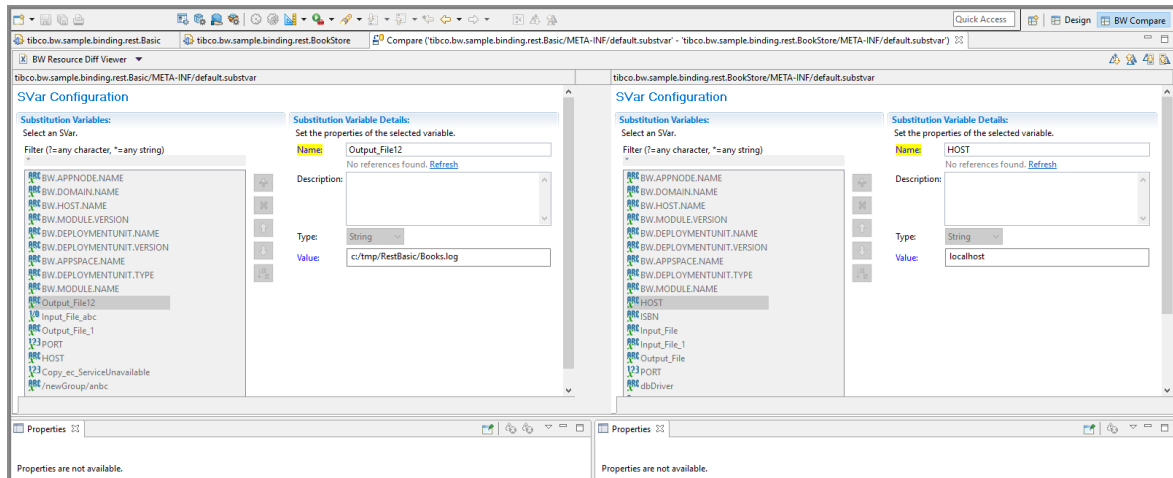 Quick Access
Design
BW Compare
tibco.bw.sample.binding.rest.Basic
tibco.bw.sample.binding.rest.BookStore
Compare ('tibco.bw.sample.binding.rest.Basic/META-INF/default.substvar' - 'tibco.bw.sample.binding.rest.BookStore/META-INF/default.substvar')
BW Resource Diff Viewer
tibco.bw.sample.binding.rest.Basic/META-INF/default.substvar
SVar Configuration
Substitution Variables:
Select an SVar.
Filter (?=any character, *=any string)
*
BW.APPNODE.NAME
BW.DOMAIN.NAME
BW.HOST.NAME
BW.MODULE.VERSION
BW.DEPLOYMENTUNIT.NAME
BW.DEPLOYMENTUNIT.VERSION
BW.APPSPACE.NAME
BW.DEPLOYMENTUNIT.TYPE
BW.MODULE.NAME
Output_File12
Input_File_abc
Output_File_1
PORT
HOST
Copy_ec_ServiceUnavailable
/newGroup/anbc
Substitution Variable Details:
Set the properties of the selected variable.
Name: Output_File12
No references found. Refresh
Description:
Type: String
Value: c:/tmp/RestBasic/Books.log
tibco.bw.sample.binding.rest.BookStore/META-INF/default.substvar
SVar Configuration
Substitution Variables:
Select an SVar.
Filter (?=any character, *=any string)
*
BW.APPNODE.NAME
BW.DOMAIN.NAME
BW.HOST.NAME
BW.MODULE.VERSION
BW.DEPLOYMENTUNIT.NAME
BW.DEPLOYMENTUNIT.VERSION
BW.APPSPACE.NAME
BW.DEPLOYMENTUNIT.TYPE
BW.MODULE.NAME
HOST
ISBN
Input_File
Input_File_1
Output_File
PORT
dbDriver
Substitution Variable Details:
Set the properties of the selected variable.
Name: HOST
No references found. Refresh
Description:
Type: String
Value: localhost
Properties
Properties are not available.
Properties
Properties are not available.